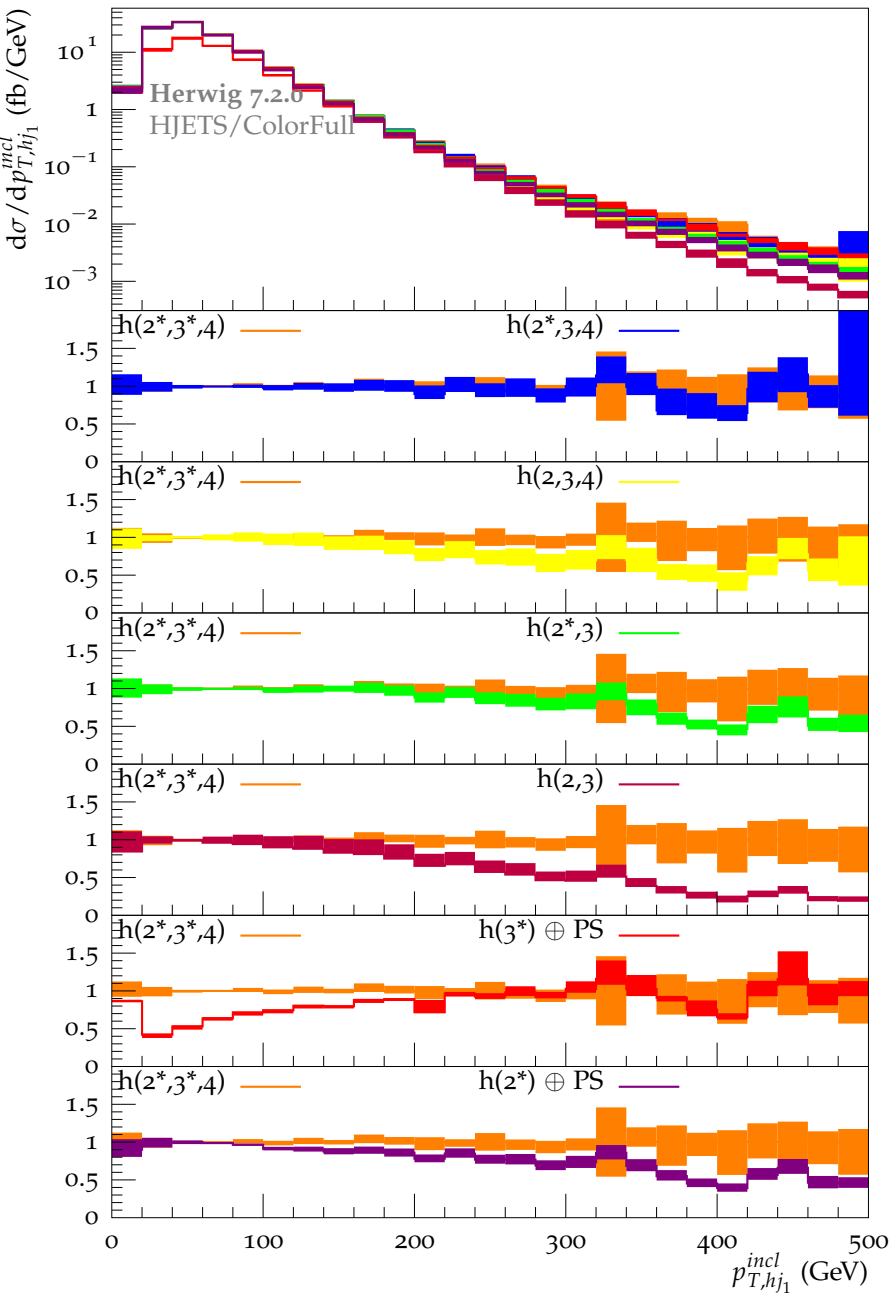 dσ/dp_{T,hj_1}^{incl} (fb/GeV)
10^1
1
10^−1
10^−2
10^−3
Herwig 7.2.0
HJETS/ColorFull
h(2*,3*,4) h(2*,3,4)
1.5
1
0.5
0
h(2*,3*,4) h(2,3,4)
1.5
1
0.5
0
h(2*,3*,4) h(2*,3)
1.5
1
0.5
0
h(2*,3*,4) h(2,3)
1.5
1
0.5
0
h(2*,3*,4) h(3*) ⊕ PS
1.5
1
0.5
0
h(2*,3*,4) h(2*) ⊕ PS
1.5
1
0.5
0
0 100 200 300 400 500
p_{T,hj_1}^{incl} (GeV)